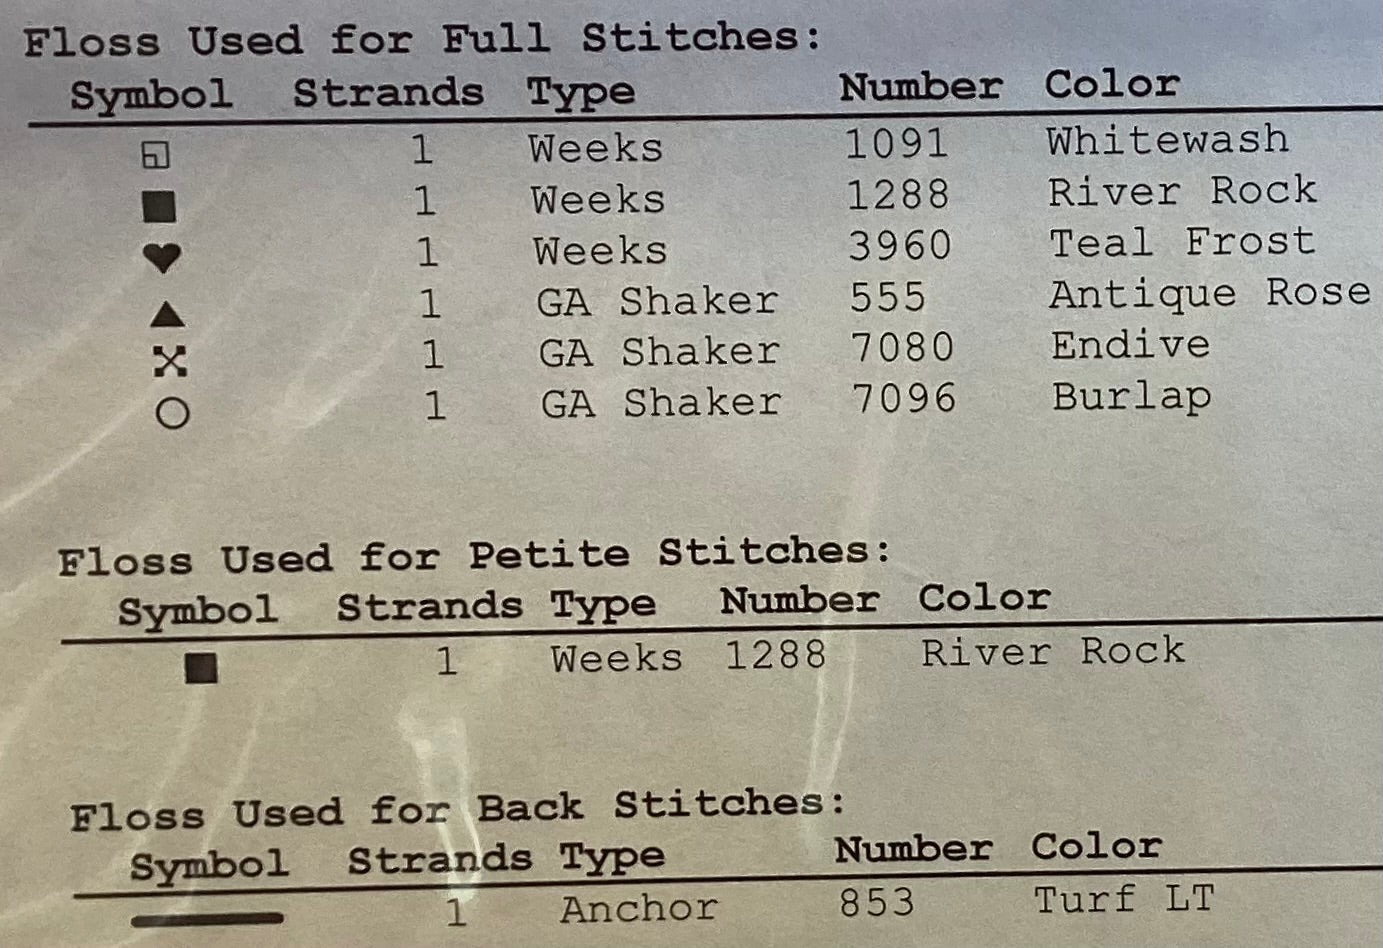 Floss Used for Full Stitches:
Symbol Strands Type Number Color
1 Weeks 1091 Whitewash
■ 1 Weeks 1288 River Rock
♥ 1 Weeks 3960 Teal Frost
▲ 1 GA Shaker 555 Antique Rose
1 GA Shaker 7080 Endive
○ 1 GA Shaker 7096 Burlap
Floss Used for Petite Stitches:
Symbol Strands Type Number Color
■ 1 Weeks 1288 River Rock
Floss Used for Back Stitches:
Symbol Strands Type Number Color
1 Anchor 853 Turf LT